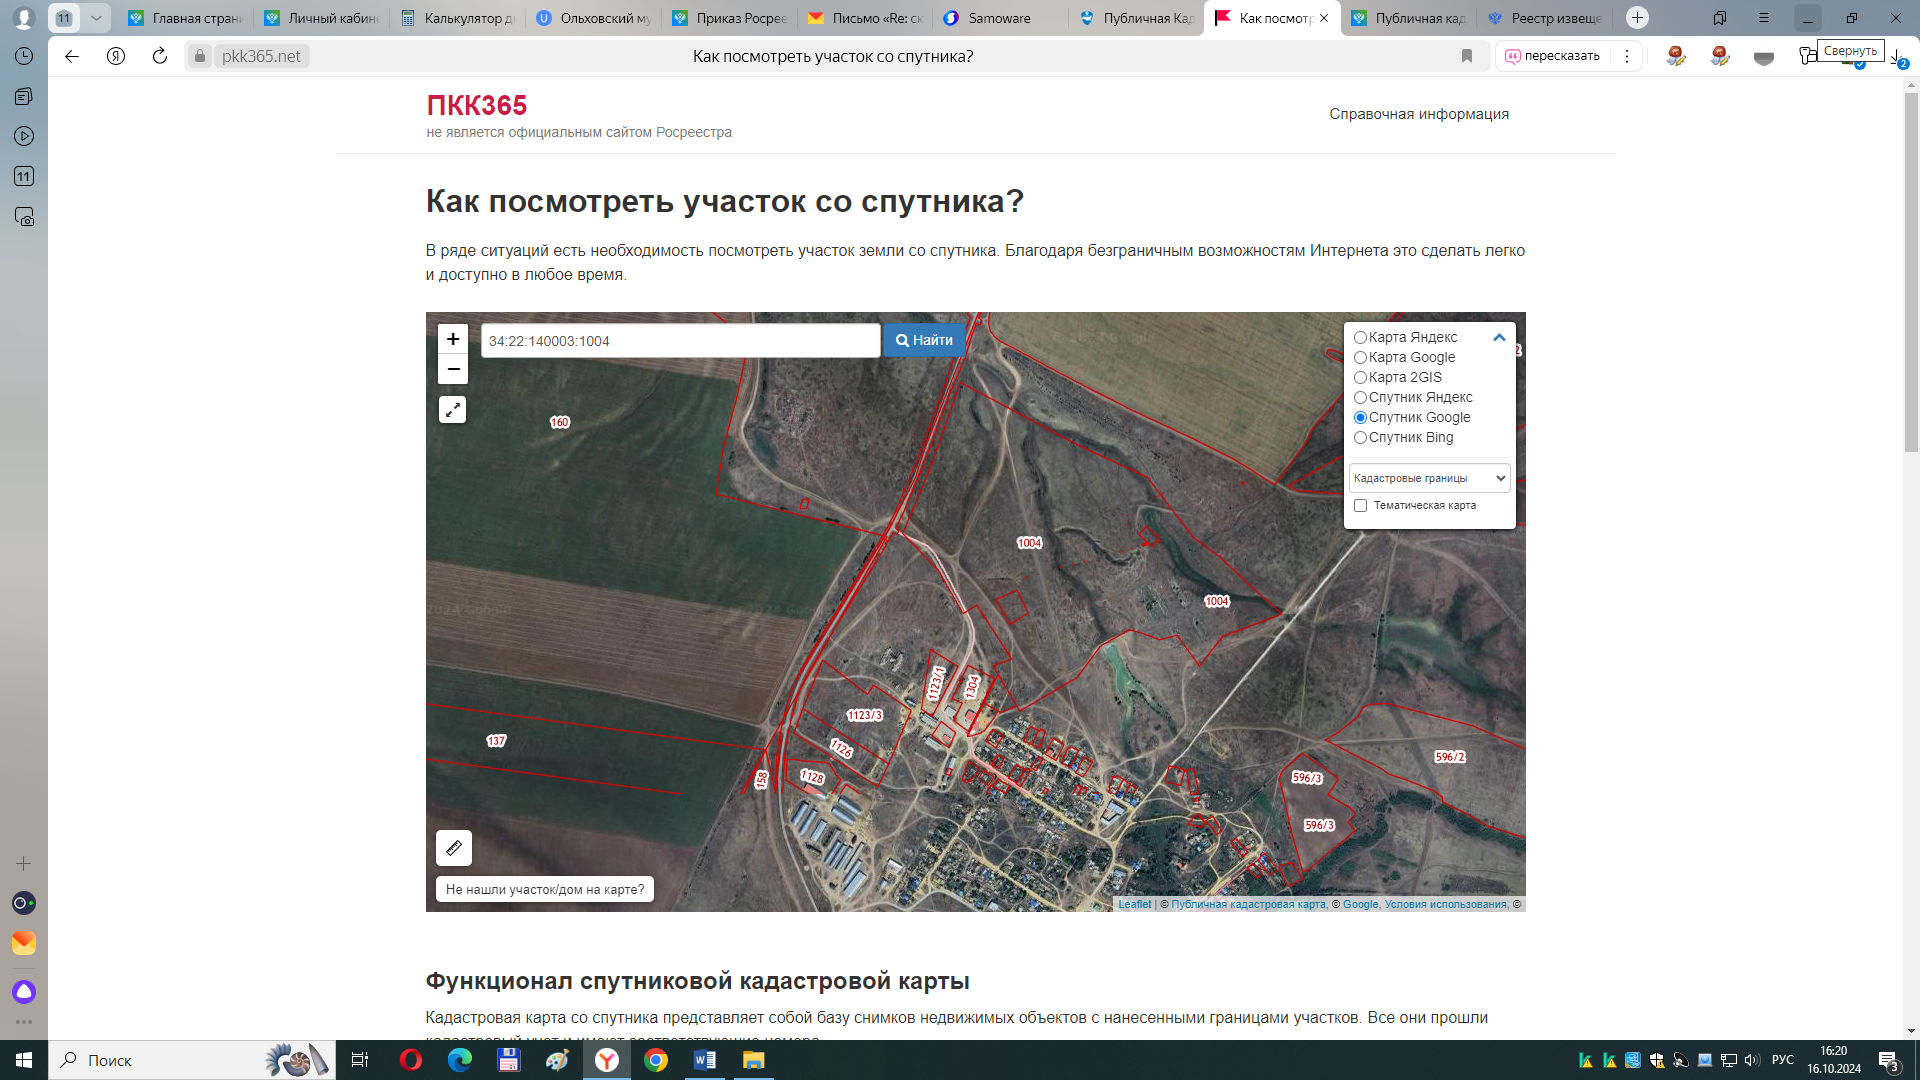 11
Главная стран
Личный кабине
Калькулятор д
Ольховский му
Приказ Росрее
Письмо «Re: ск
Samoware
Публичная Кад
Как посмотр
Публичная кад
Реестр извеще
pkk365.net
Как посмотреть участок со спутника?
пересказать
Свернуть
2
11
ПКК365
не является официальным сайтом Росреестра
Справочная информация
Как посмотреть участок со спутника?
В ряде ситуаций есть необходимость посмотреть участок земли со спутника. Благодаря безграничным возможностям Интернета это сделать легко
и доступно в любое время.
+
34:22:140003:1004
Найти
−
Карта Яндекс
Карта Google
Карта 2GIS
Спутник Яндекс
Спутник Google
Спутник Bing
Кадастровые границы
Тематическая карта
160
1004
1004
1123/1
1304
1123/3
1126
1128
137
158
596/2
596/3
596/3
Не нашли участок/дом на карте?
Leaflet | © Публичная кадастровая карта, © Google, Условия использования, ©
Функционал спутниковой кадастровой карты
Кадастровая карта со спутника представляет собой базу снимков недвижимых объектов с нанесенными границами участков. Все они прошли
Поиск
РУС
16:20
16.10.2024
3